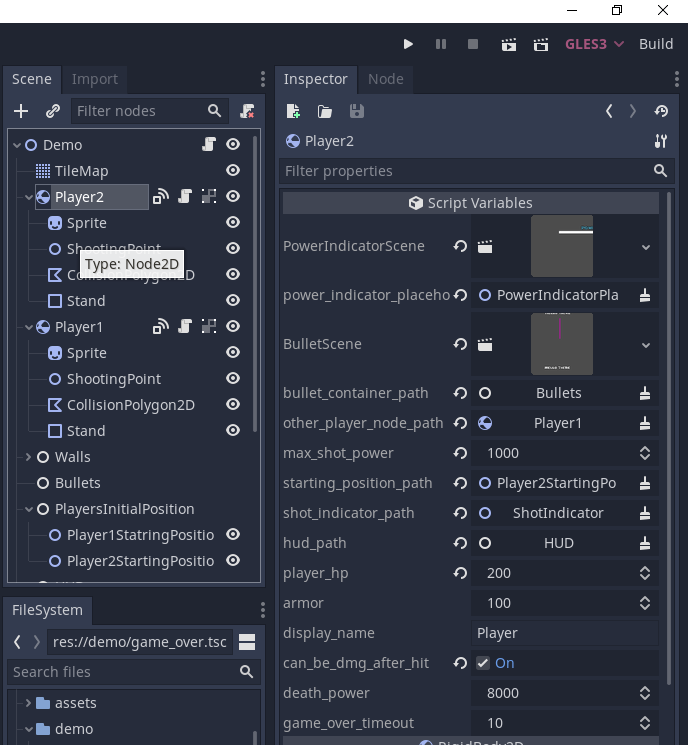 GLES3 Build
Scene Import
Filter nodes
Demo
TileMap
Player2
Sprite
ShootingPoint
Type: Node2D
CollisionPolygon2D
Stand
Player1
Sprite
ShootingPoint
CollisionPolygon2D
Stand
Walls
Bullets
PlayersInitialPosition
Player1StatringPositio
Player2StartingPositio
FileSystem
res://demo/game_over.tsc
Search files
assets
demo
Inspector Node
Player2
Filter properties
Script Variables
PowerIndicatorScene
power_indicator_placeho PowerIndicatorPla
BulletScene
bullet_container_path Bullets
other_player_node_path Player1
max_shot_power 1000
starting_position_path Player2StartingPo
shot_indicator_path ShotIndicator
hud_path HUD
player_hp 200
armor 100
display_name Player
can_be_dmg_after_hit On
death_power 8000
game_over_timeout 10
RigidBody2D